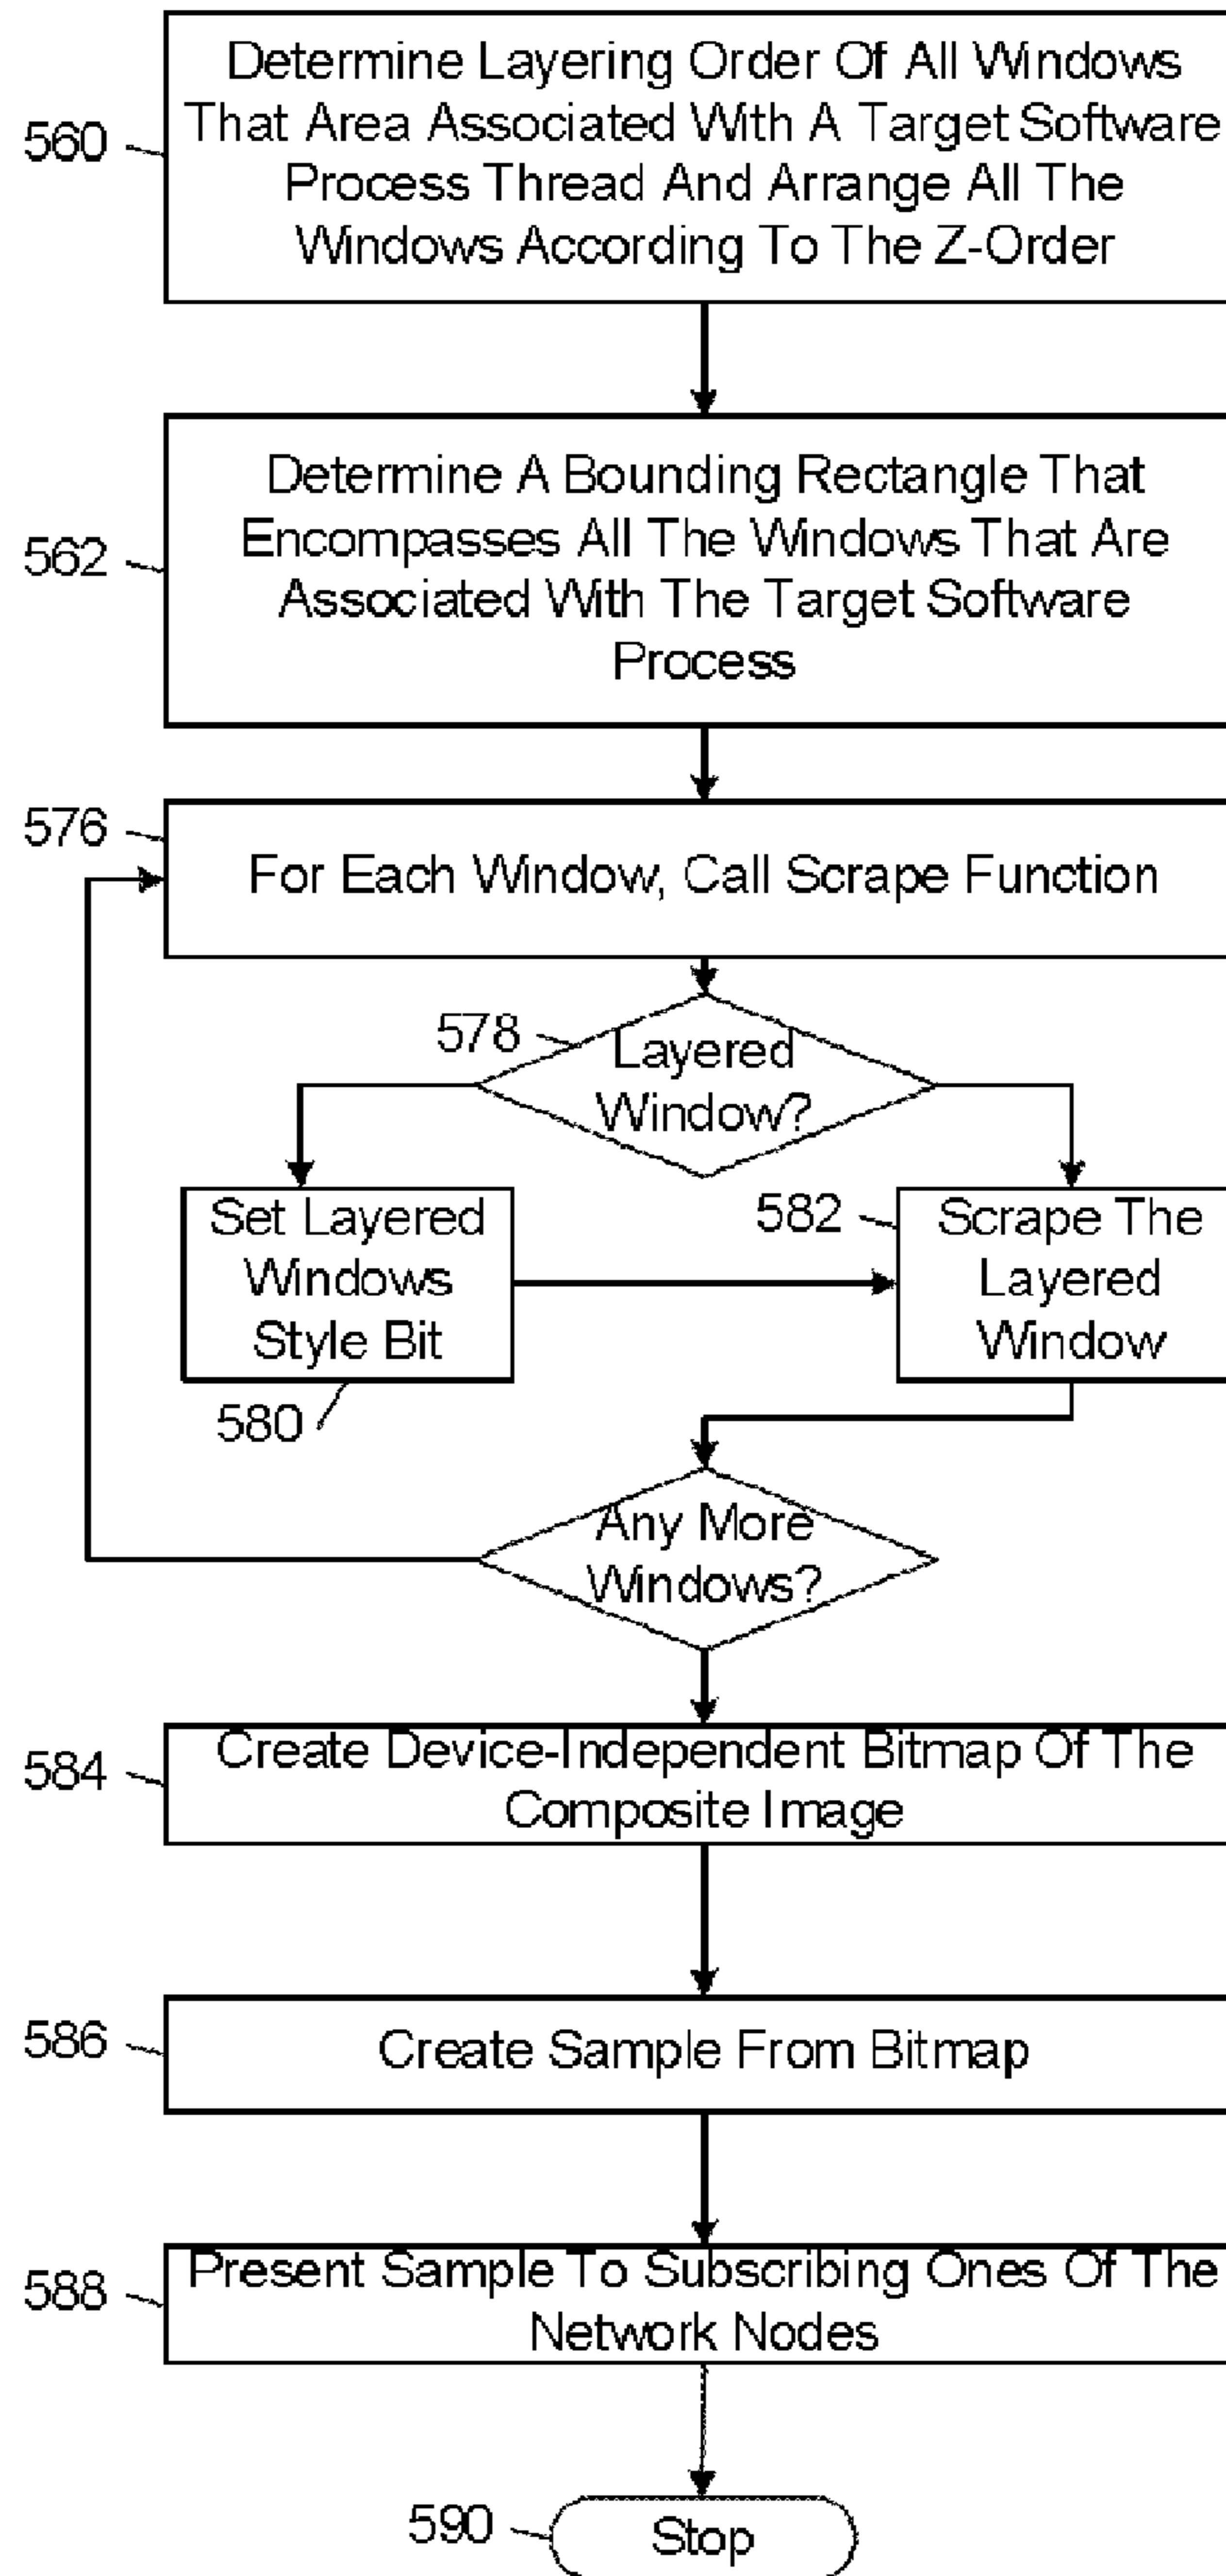 560
Determine Layering Order Of All Windows
That Area Associated With A Target Software
Process Thread And Arrange All The
Windows According To The Z-Order
562
Determine A Bounding Rectangle That
Encompasses All The Windows That Are
Associated With The Target Software
Process
576
For Each Window, Call Scrape Function
578
Layered
Window?
Set Layered
Windows
Style Bit
580
582
Scrape The
Layered
Window
Any More
Windows?
584
Create Device-Independent Bitmap Of The
Composite Image
586
Create Sample From Bitmap
588
Present Sample To Subscribing Ones Of The
Network Nodes
590
Stop